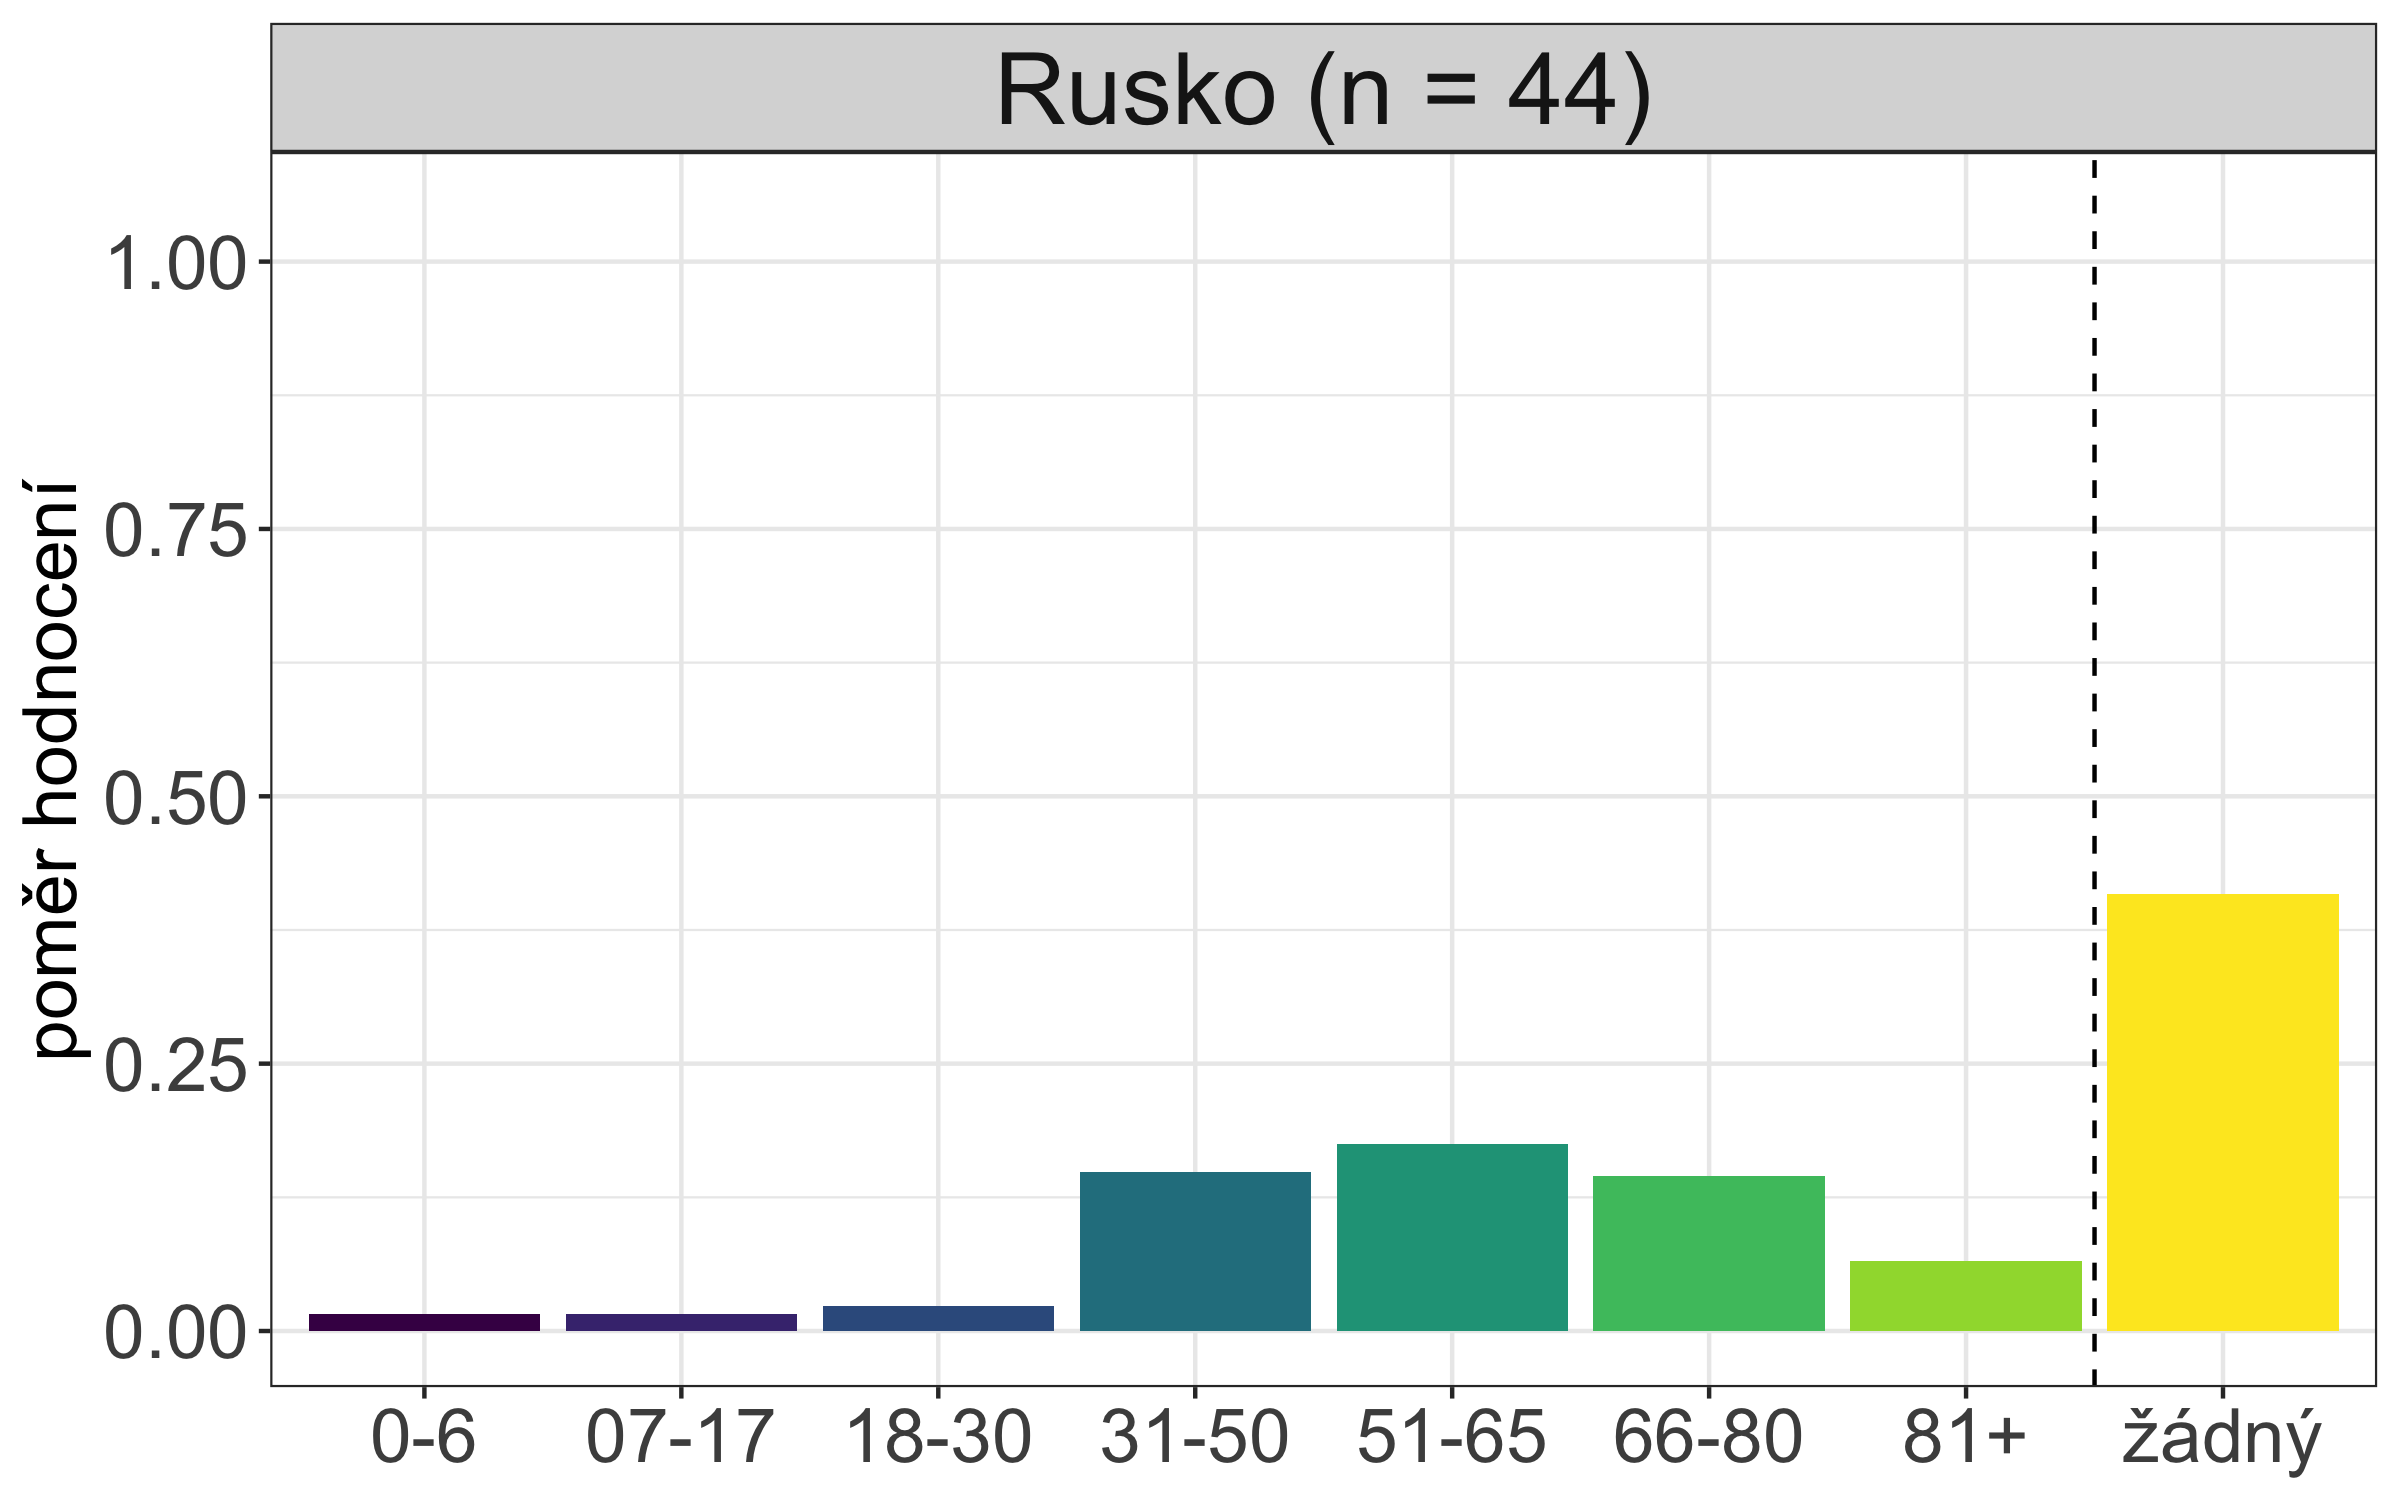 Rusko (n = 44)
poměr hodnocení
1.00
0.75
0.50
0.25
0.00
0-6 07-17 18-30 31-50 51-65 66-80 81+ žádný